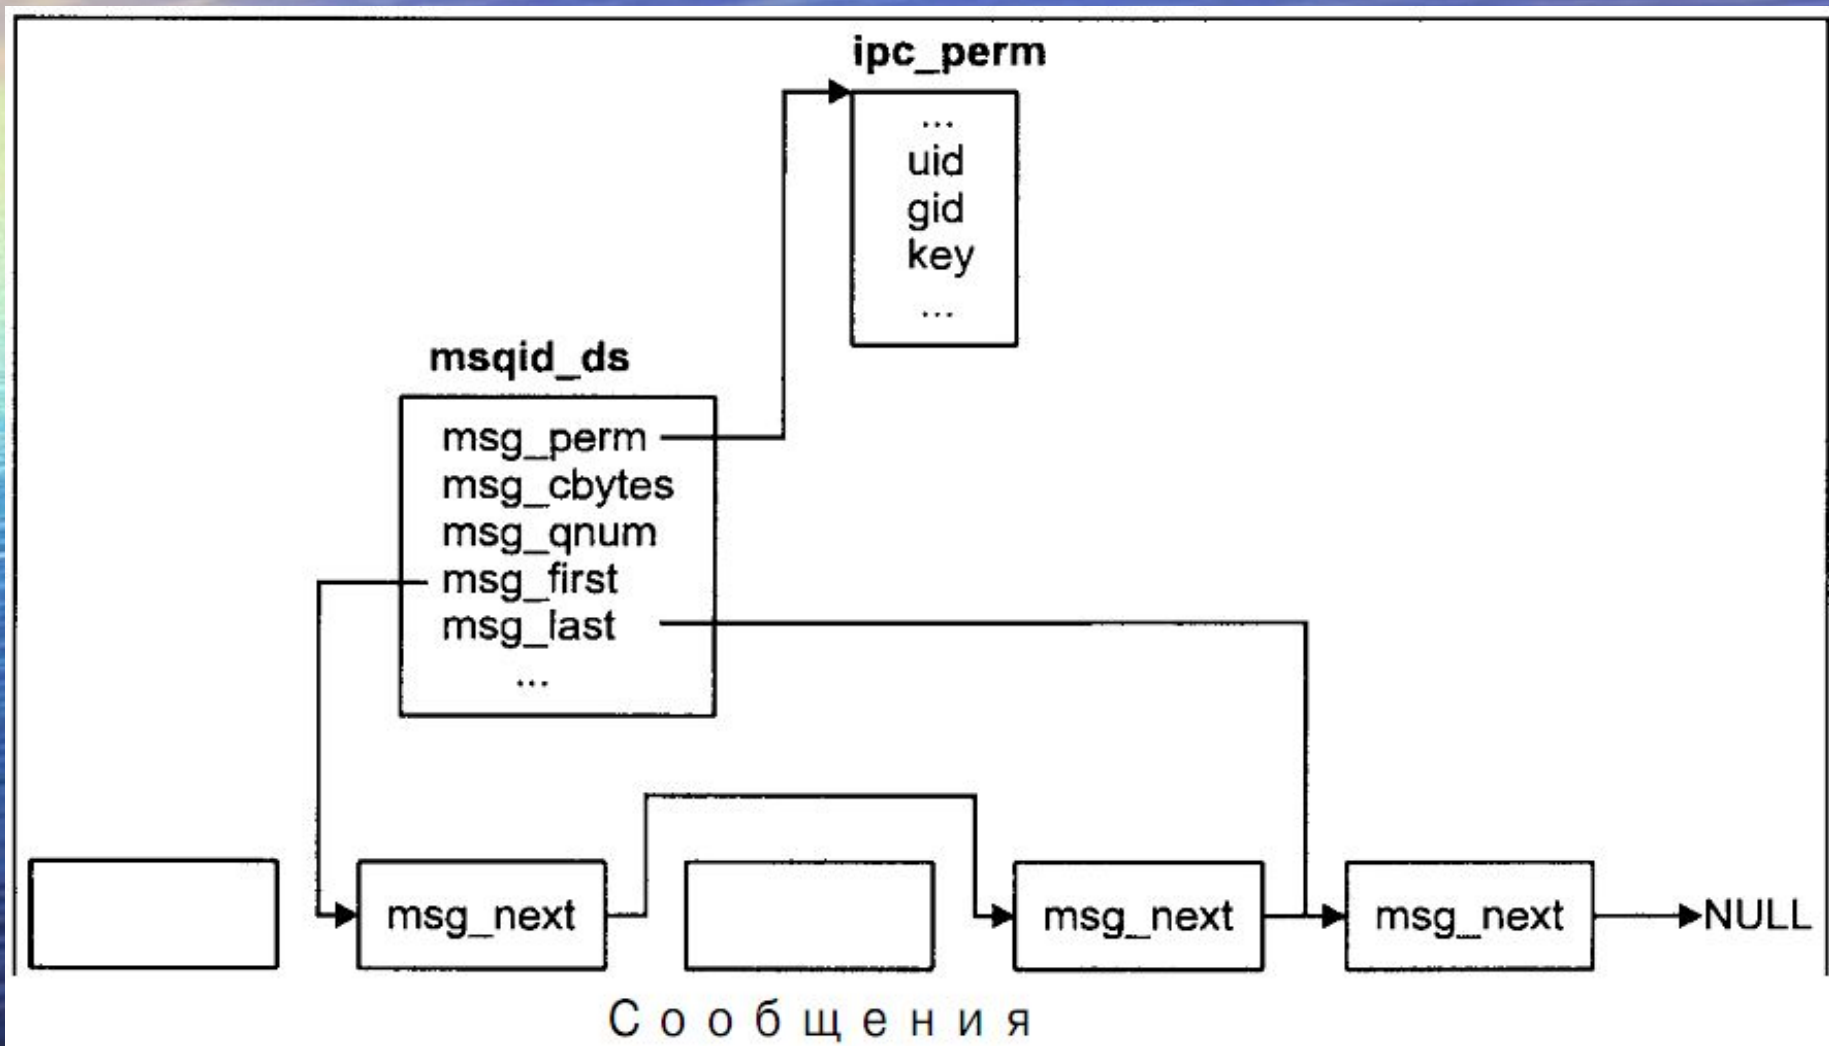 ipc_perm
...
uid
gid
key
...
msqid_ds
msg_perm
msg_cbytes
msg_qnum
msg_first
msg_last
...
msg_next
msg_next
msg_next
NULL
Сообщения